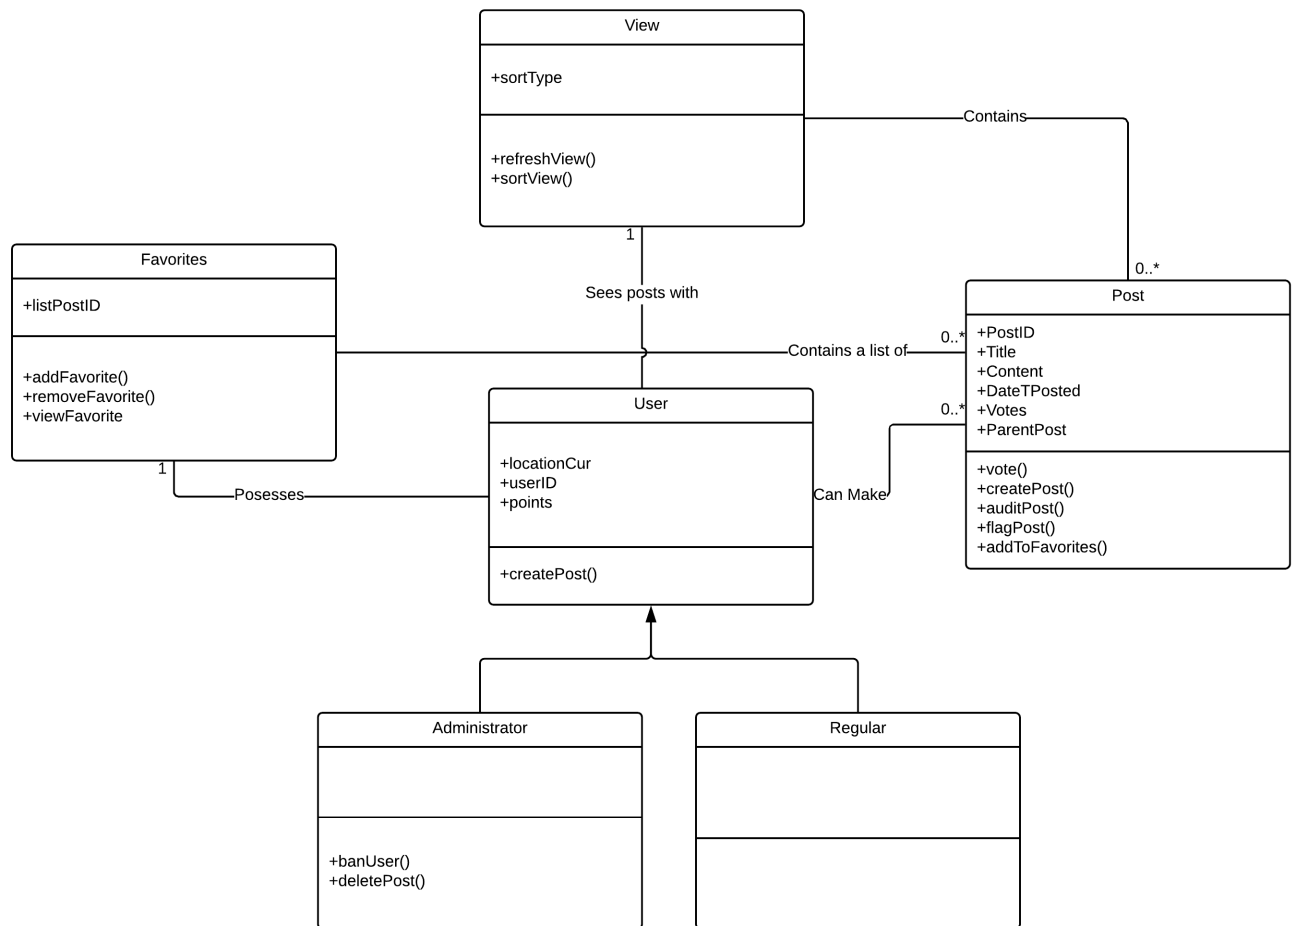 View
+sortType
+refreshView()
+sortView()
Contains
1
0..*
Sees posts with
Favorites
+listPostID
+addFavorite()
+removeFavorite()
+viewFavorite
1
Posesses
Contains a list of
0..*
Post
+PostID
+Title
+Content
+DateTPosted
+Votes
+ParentPost
+vote()
+createPost()
+auditPost()
+flagPost()
+addToFavorites()
0..*
Can Make
User
+locationCur
+userID
+points
+createPost()
Administrator
+banUser()
+deletePost()
Regular